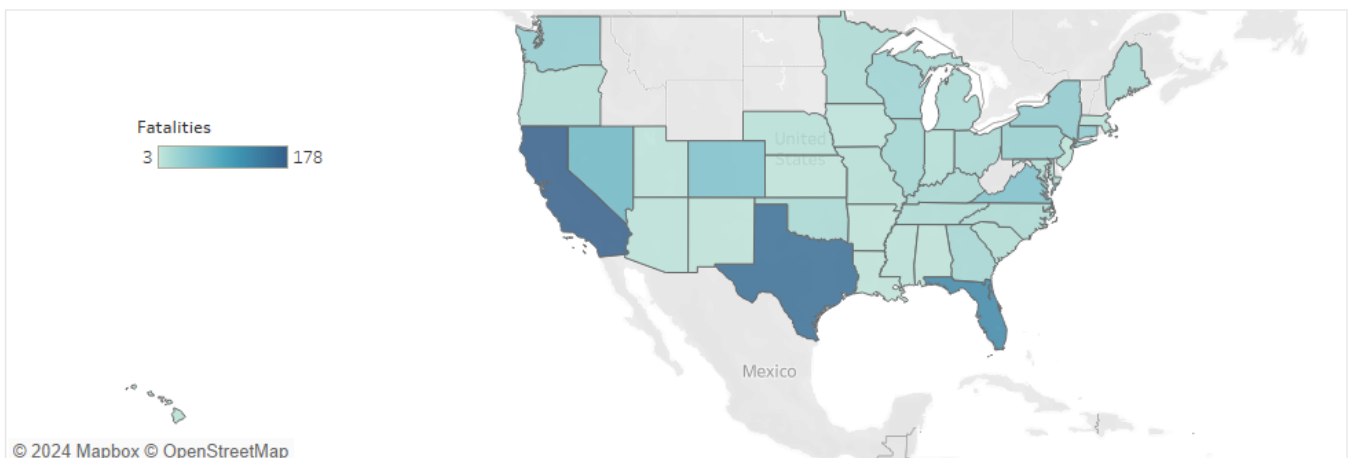 Fatalities
3 178
United
States
Mexico
© 2024 Mapbox © OpenStreetMap